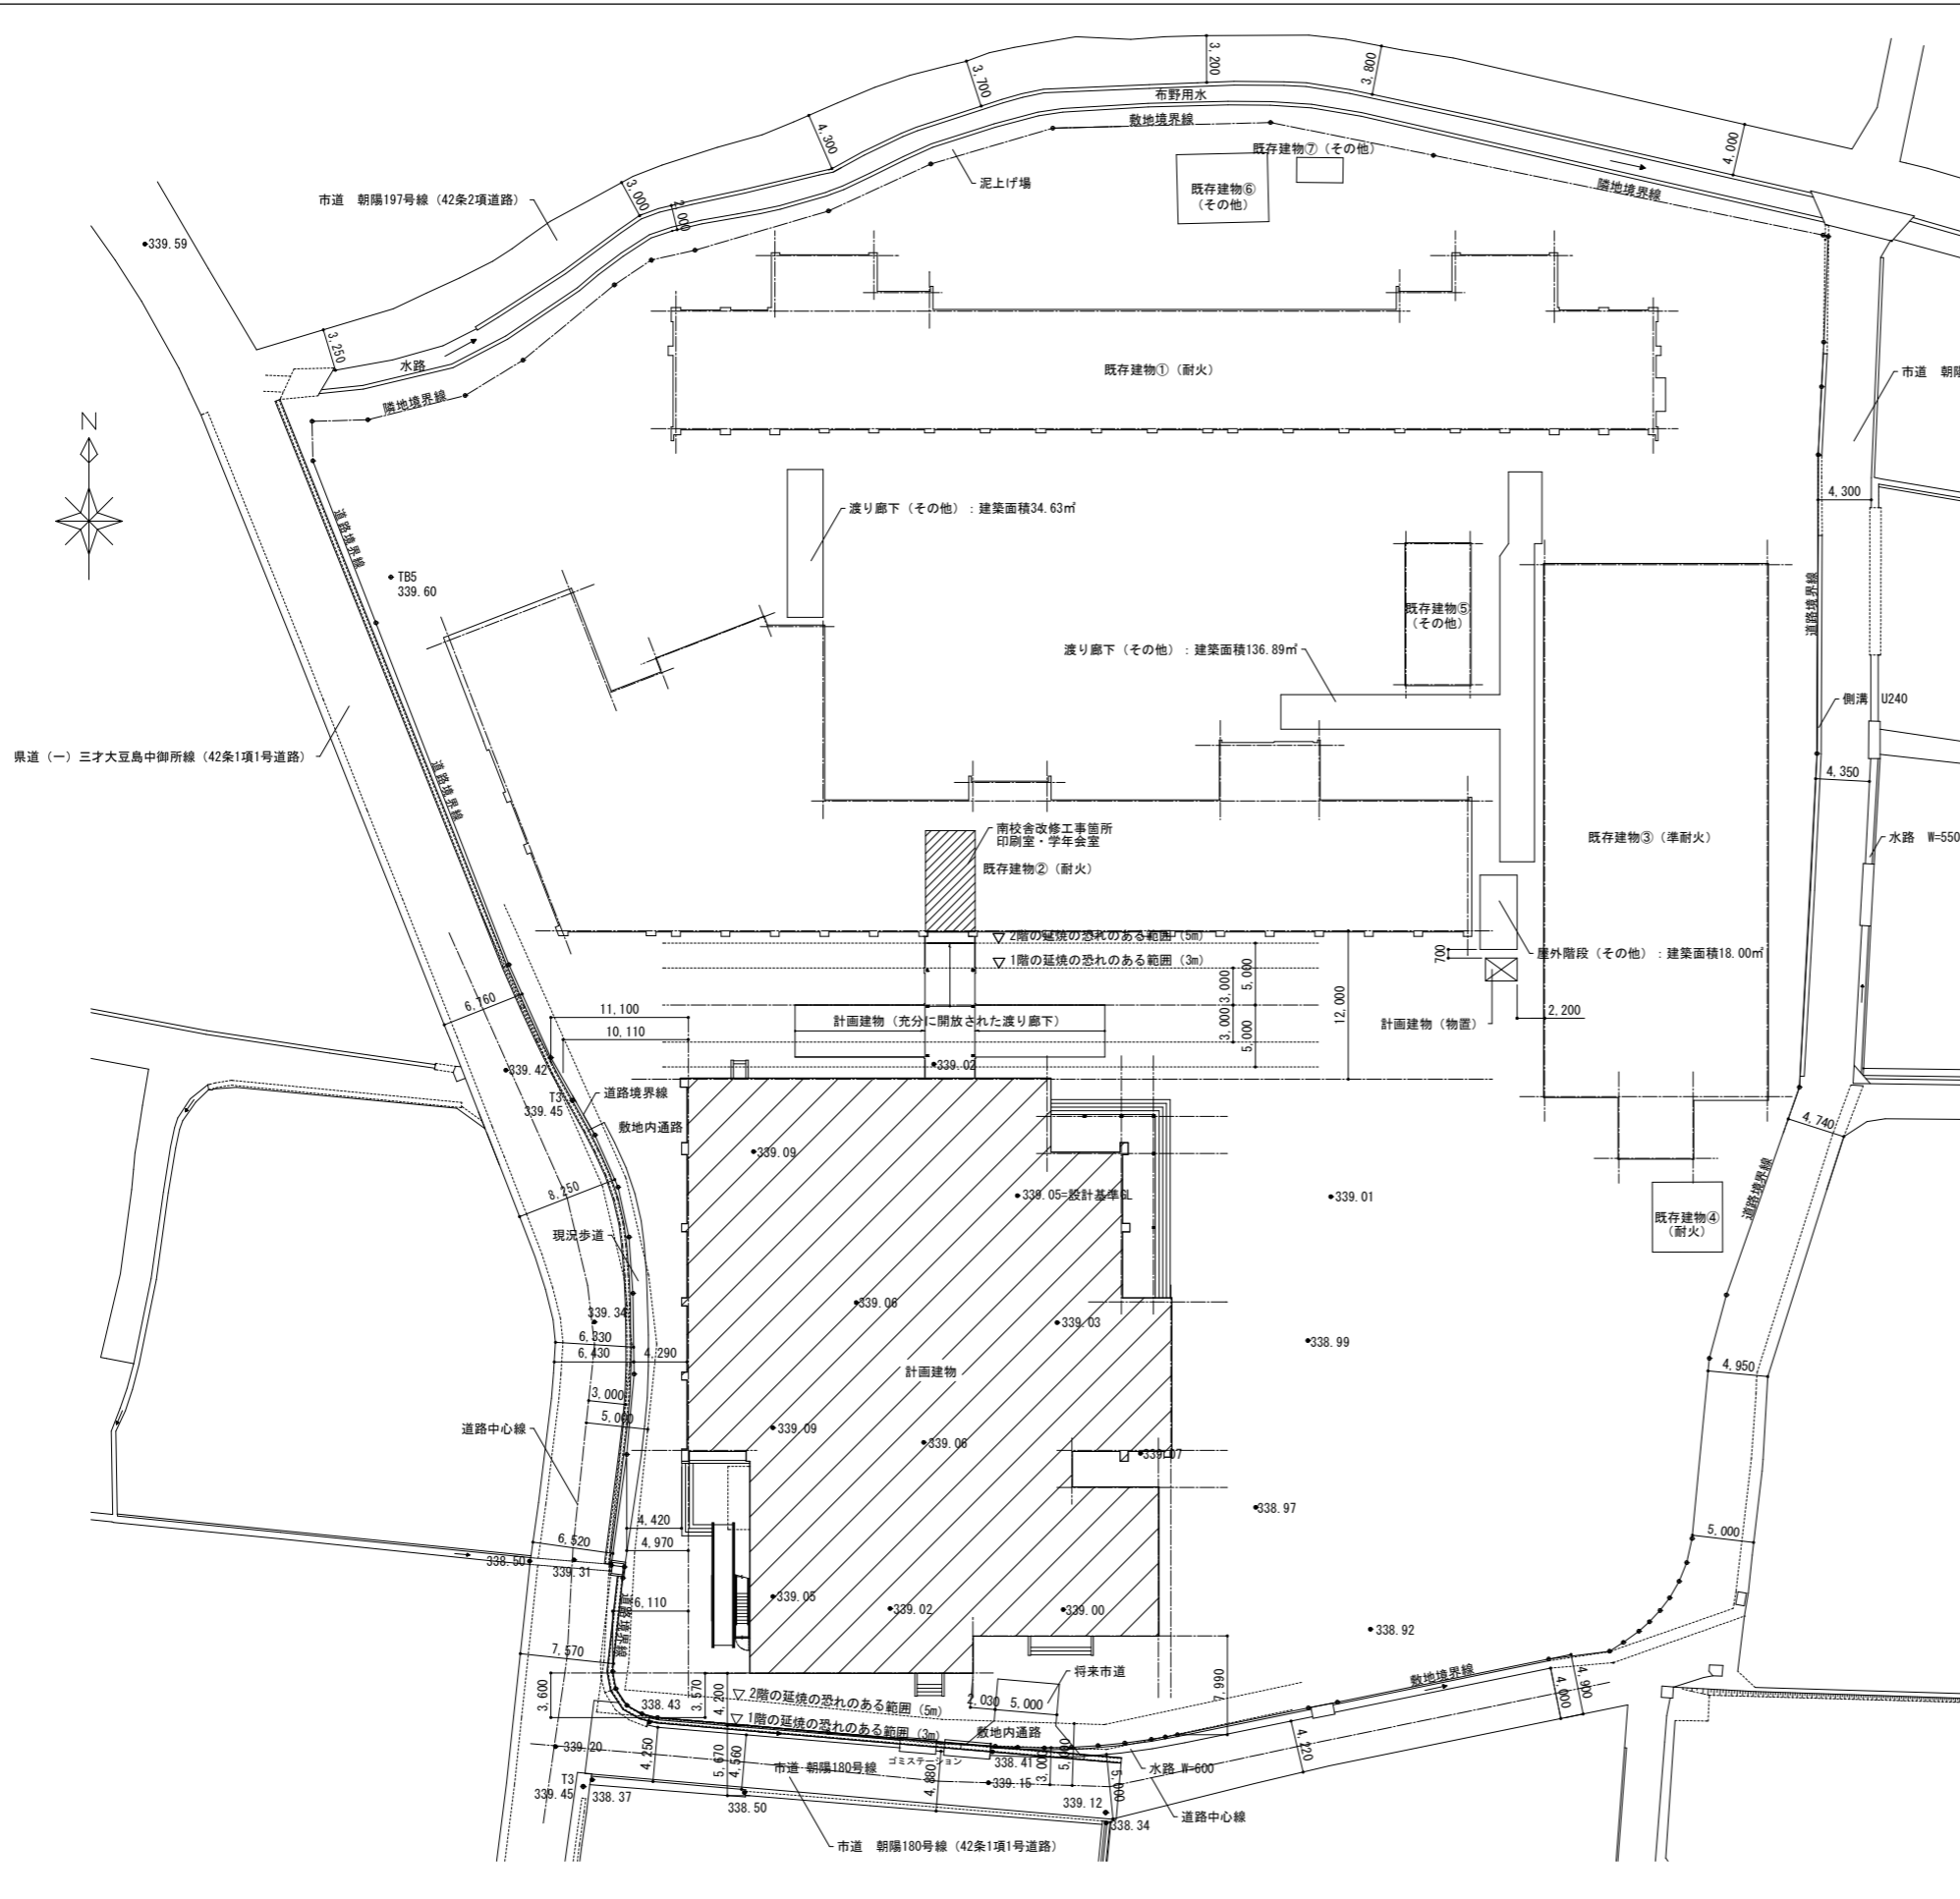 3,700
3,200
3,800
布野用水
敷地境界線
4,300
4,000
既存建物⑦（その他）
泥上げ場
既存建物⑥
（その他）
隣地境界線
市道　朝陽197号線（42条2項道路）
3,000
2,000
339.59
3,250
水路
隣地境界線
既存建物①（耐火）
N
道路境界線
4,300
渡り廊下（その他）：建築面積34.63㎡
TB5
339.60
既存建物⑤
（その他）
道路境界線
渡り廊下（その他）：建築面積136.89㎡
側溝　U240
県道（一）三才大豆島中御所線（42条1項1号道路）
道路境界線
4,350
南校舎改修工事箇所
印刷室・学年会室
既存建物②（耐火）
既存建物③（準耐火）
水路　W=550
2階の延焼の恐れのある範囲（5m）
1階の延焼の恐れのある範囲（3m）
700
屋外階段（その他）：建築面積18.00㎡
3,000
5,000
12,000
6,760
11,100
10,110
計画建物（充分に開放された渡り廊下）
3,000
5,000
計画建物（物置）
2,200
339.02
339.42
T3
339.45
道路境界線
敷地内通路
4,740
339.09
8,250
339.05=設計基準GL
339.01
道路境界線
既存建物④
（耐火）
現況歩道
339.34
339.06
339.03
338.99
6,330
6,430
4,290
計画建物
4,950
3,000
5,000
道路中心線
339.09
339.06
339.07
338.97
4,420
4,970
5,000
6,520
338.50
339.31
339.05
339.02
339.00
6,110
道路境界線
338.92
7,570
将来市道
敷地境界線
3,600
3,570
4,200
338.43
2階の延焼の恐れのある範囲（5m）
2,030
5,000
7,990
4,000
4,900
1階の延焼の恐れのある範囲（3m）
敷地内通路
4,220
339.20
4,250
5,670
4,560
ゴミステーション
338.41
3,000
5,000
市道 朝陽180号線
4,880
339.15
5,000
水路 W=600
T3
339.45
338.37
338.50
339.12
338.34
道路中心線
市道　朝陽180号線（42条1項1号道路）